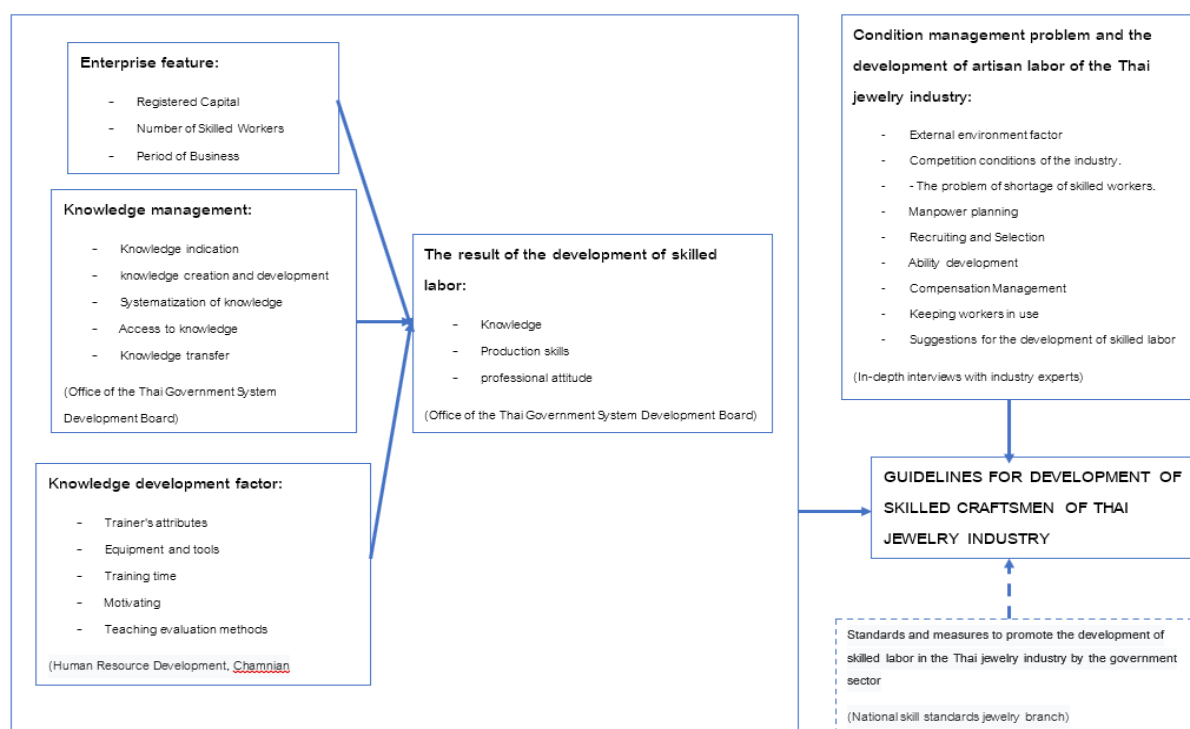 Enterprise feature:
- Registered Capital
- Number of Skilled Workers
- Period of Business
Knowledge management:
- Knowledge indication
- knowledge creation and development
- Systematization of knowledge
- Access to knowledge
- Knowledge transfer
(Office of the Thai Government System
Development Board)
Knowledge development factor:
- Trainer's attributes
- Equipment and tools
- Training time
- Motivating
- Teaching evaluation methods
(Human Resource Development, Chamnian
The result of the development of skilled
labor:
- Knowledge
- Production skills
- professional attitude
(Office of the Thai Government System Development Board)
Condition management problem and the
development of artisan labor of the Thai
jewelry industry:
- External environment factor
- Competition conditions of the industry.
- - The problem of shortage of skilled workers.
- Manpower planning
- Recruiting and Selection
- Ability development
- Compensation Management
- Keeping workers in use
- Suggestions for the development of skilled labor
(In-depth interviews with industry experts)
GUIDELINES FOR DEVELOPMENT OF
SKILLED CRAFTSMEN OF THAI
JEWELRY INDUSTRY
Standards and measures to promote the development of
skilled labor in the Thai jewelry industry by the government
sector
(National skill standards jewelry branch)